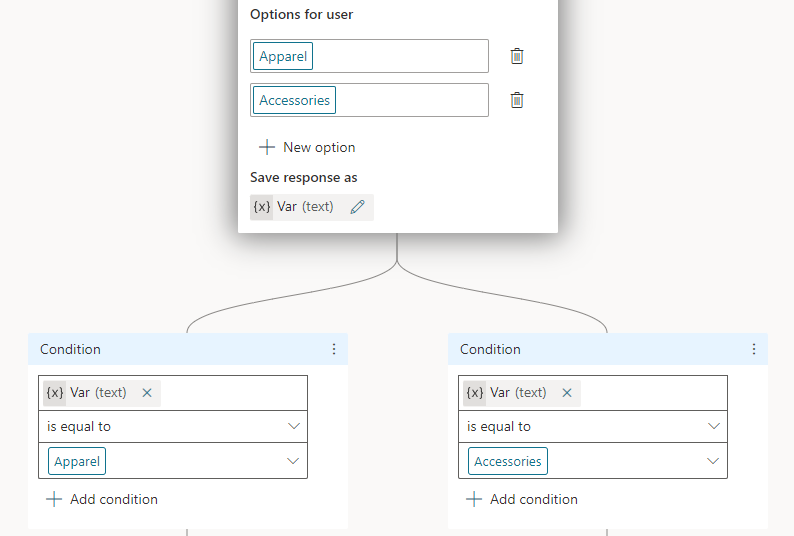 Options for user
Apparel
Accessories
New option
Save response as
{x} Var (text)
Condition
{x} Var (text)
is equal to
Apparel
Add condition
Condition
{x} Var (text)
is equal to
Accessories
Add condition